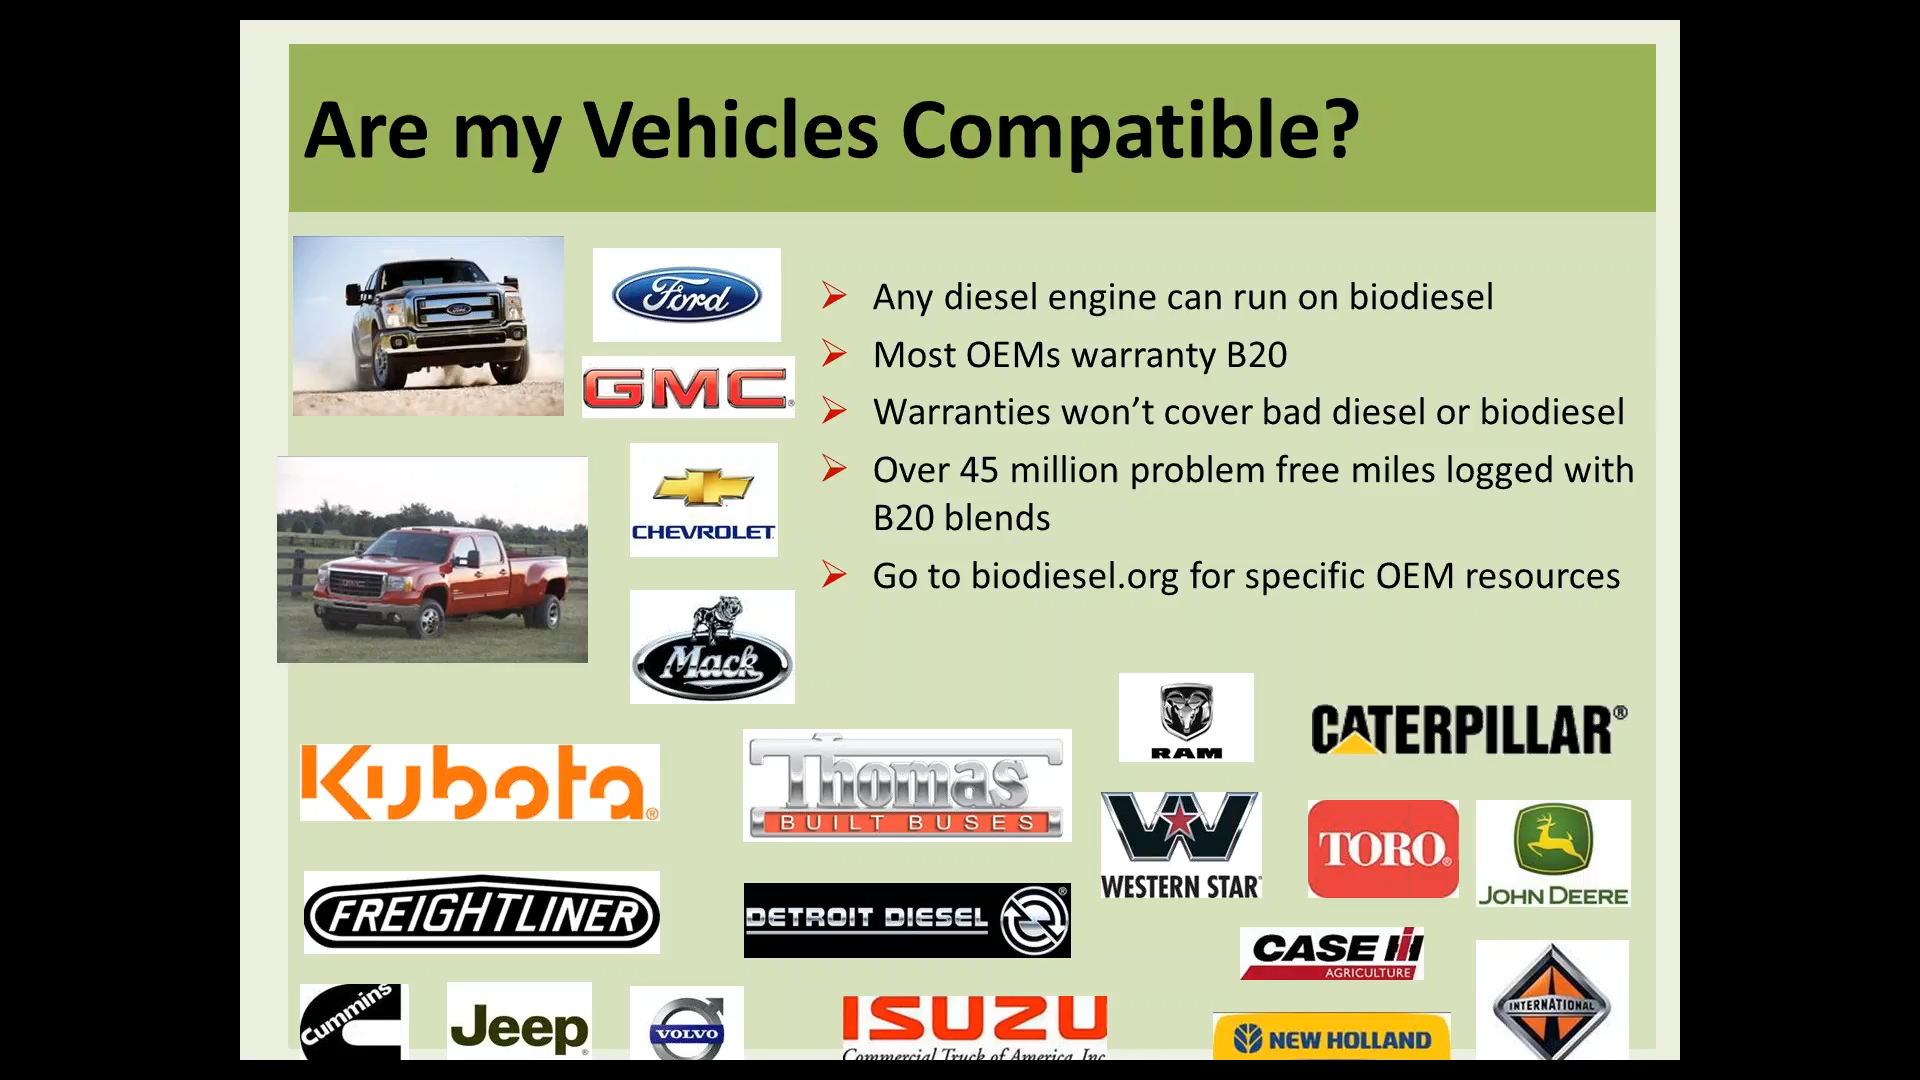 Are my Vehicles Compatible?
Ford
GMC
CHEVROLET
Mack
Any diesel engine can run on biodiesel
Most OEMs warranty B20
Warranties won’t cover bad diesel or biodiesel
Over 45 million problem free miles logged with
B20 blends
Go to biodiesel.org for specific OEM resources
RAM
CATERPILLAR®
Kubota®
Thomas
BUILT BUSES
WESTERN STAR
TORO®
JOHN DEERE
FREIGHTLINER
DETROIT DIESEL®
CASE IH
AGRICULTURE
INTERNATIONAL
Cummins
Jeep®
VOLVO
ISUZU
Commercial Truck of America, Inc
NEW HOLLAND